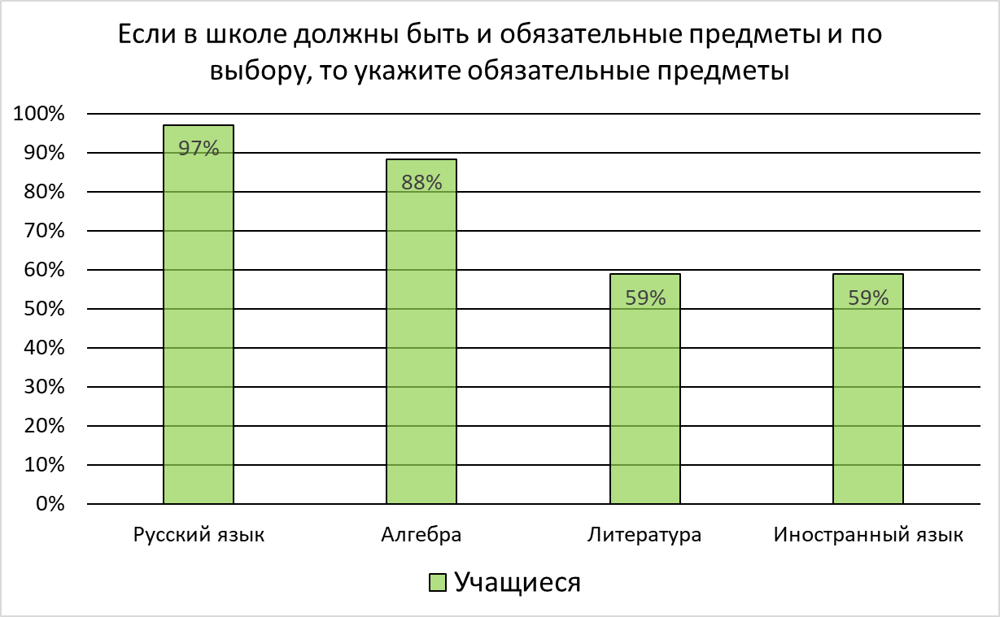 Если в школе должны быть и обязательные предметы и по
выбору, то укажите обязательные предметы
100%
90%
80%
70%
60%
50%
40%
30%
20%
10%
0%
97%
88%
59%
59%
Русский язык
Алгебра
Литература
Иностранный язык
Учащиеся